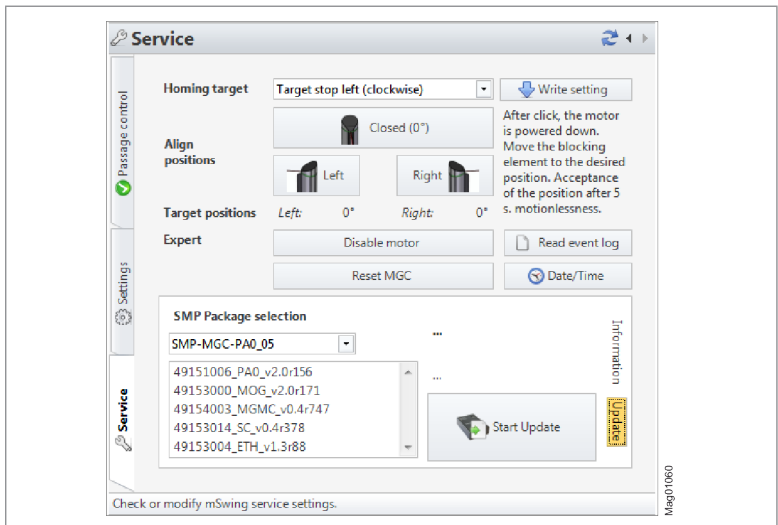 Service
Passage control
Settings
Service
Homing target
Target stop left (clockwise)
Write setting
Align
positions
Closed (0°)
Left
Right
After click, the motor
is powered down.
Move the blocking
element to the desired
position. Acceptance
of the position after 5
s. motionlessness.
Target positions
Left: 0° Right: 0°
Expert
Disable motor
Read event log
Reset MGC
Date/Time
SMP Package selection
SMP-MGC-PA0_05
...
49151006_PA0_v2.0r156
49153000_MOG_v2.0r171
49154003_MGMC_v0.4r747
49153014_SC_v0.4r378
49153004_ETH_v1.3r88
...
Start Update
Information
Update
Check or modify mSwing service settings.
Mag01060